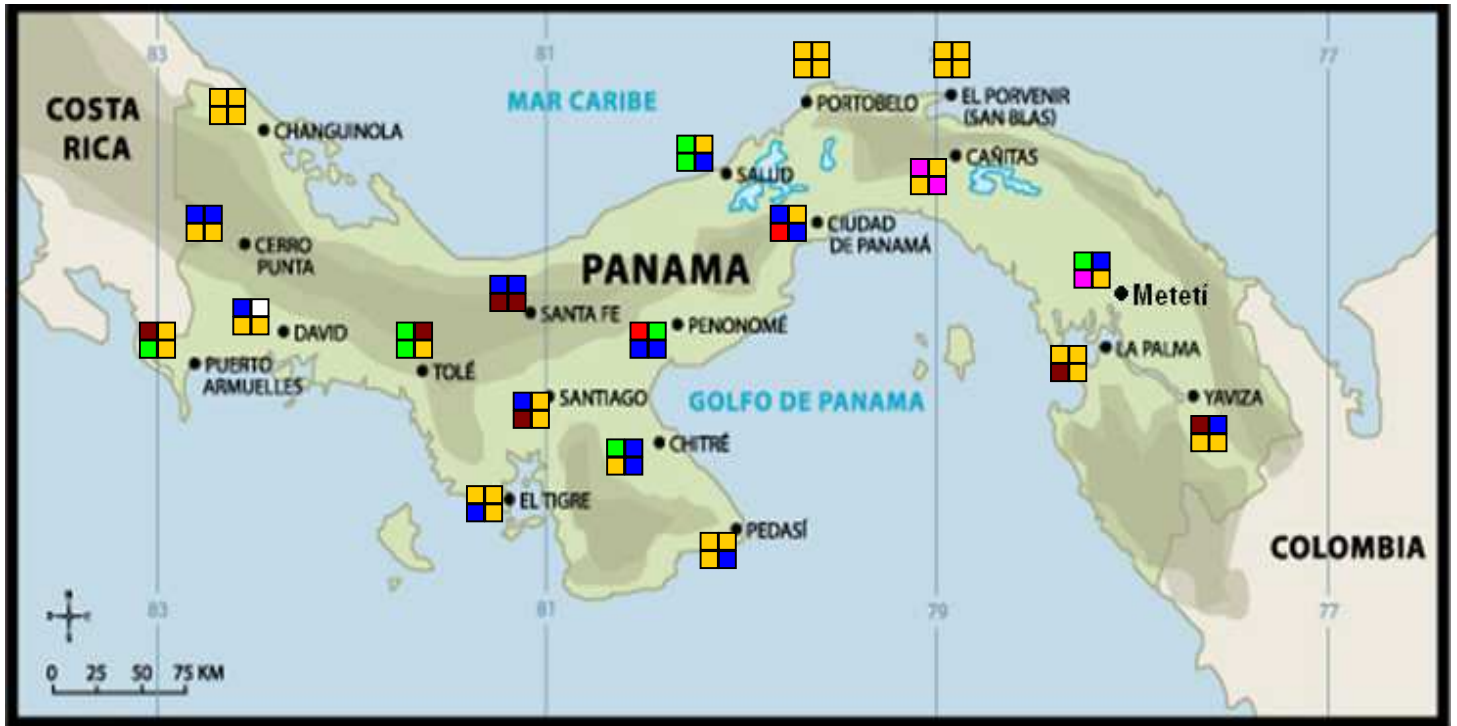 83
81
77
COSTA
RICA
MAR CARIBE
PORTOBELO
EL PORVENIR
(SAN BLAS)
CHANGUINOLA
CAÑITAS
SALUD
CIUDAD
DE PANAMÁ
CERRO
PUNTA
PANAMA
Metetí
SANTA FE
PENONOMÉ
DAVID
LA PALMA
PUERTO
ARMUELLES
TOLÉ
SANTIAGO
GOLFO DE PANAMA
YAVIZA
CHITRÉ
EL TIGRE
PEDASÍ
COLOMBIA
83
81
79
77
0 25 50 75 KM